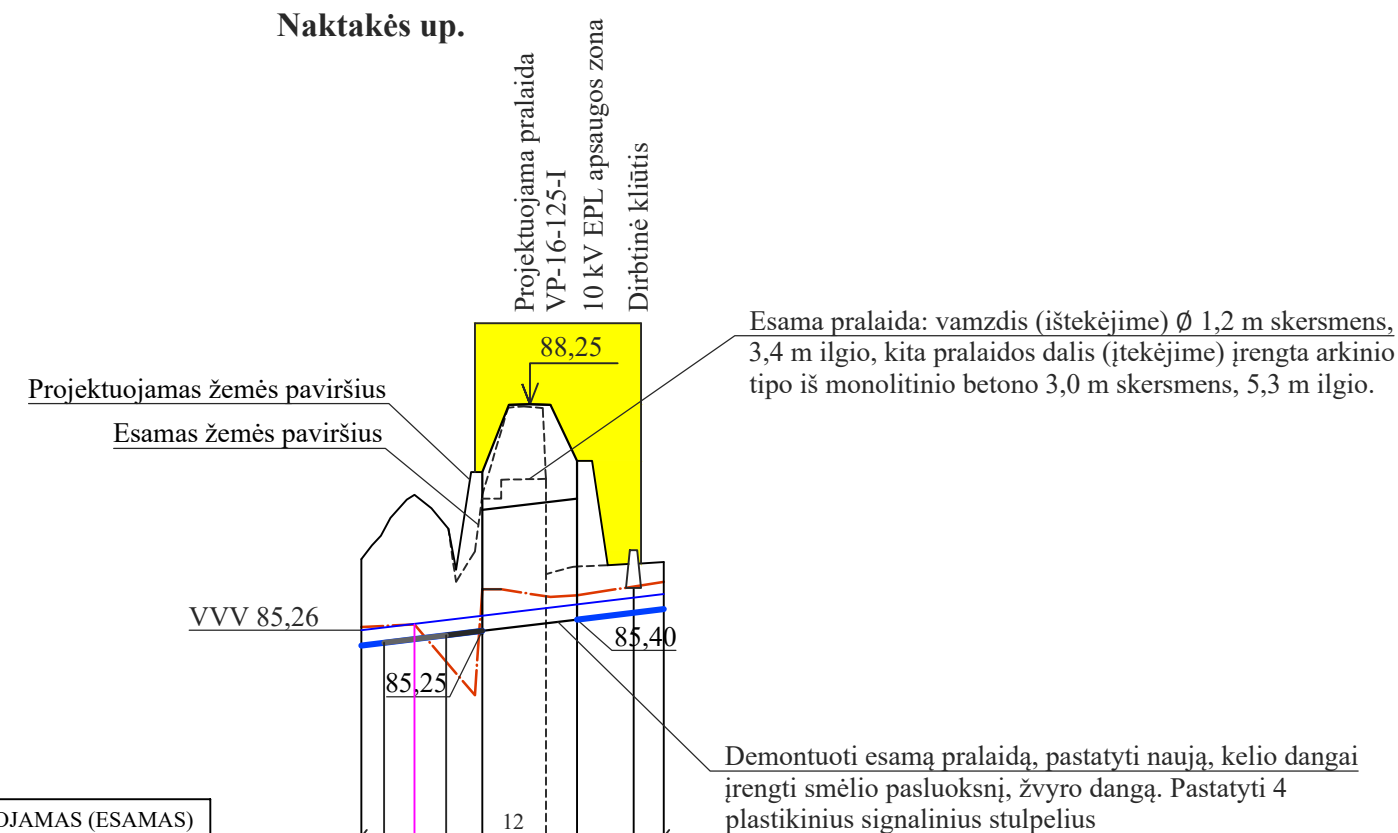 Naktakės up.
Projektuojama pralaida
VP-16-125-I
10 kV EPL apsaugos zona
Dirbtinė kliūtis
88,25
Esama pralaida: vamzdis (ištekėjime) Ø 1,2 m skersmens,
3,4 m ilgio, kita pralaidos dalis (įtekėjime) įrengta arkinio
tipo iš monolitinio betono 3,0 m skersmens, 5,3 m ilgio.
Projektuojamas žemės paviršius
Esamas žemės paviršius
VVV 85,26
85,40
85,25
Demontuoti esamą pralaidą, pastatyti naują, kelio dangai
įrengti smėlio pasluoksnį, žvyro dangą. Pastatyti 4
plastikinius signalinius stulpelius
12
OJAMAS (ESAMAS)